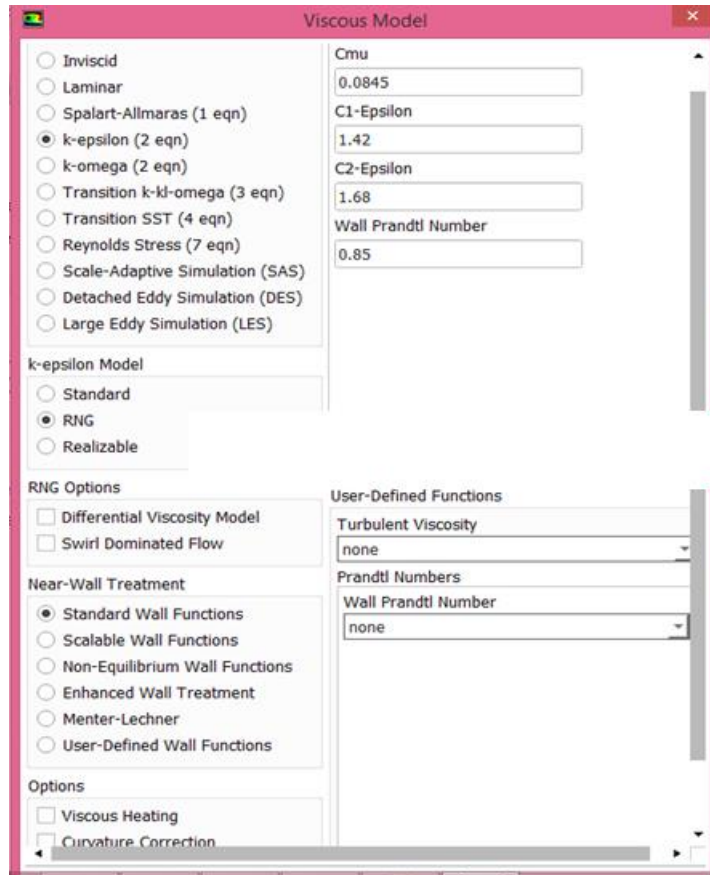 Viscous Model
Inviscid
Laminar
Spalart-Allmaras (1 eqn)
k-epsilon (2 eqn)
k-omega (2 eqn)
Transition k-kl-omega (3 eqn)
Transition SST (4 eqn)
Reynolds Stress (7 eqn)
Scale-Adaptive Simulation (SAS)
Detached Eddy Simulation (DES)
Large Eddy Simulation (LES)
k-epsilon Model
Standard
RNG
Realizable
RNG Options
Differential Viscosity Model
Swirl Dominated Flow
Near-Wall Treatment
Standard Wall Functions
Scalable Wall Functions
Non-Equilibrium Wall Functions
Enhanced Wall Treatment
Menter-Lechner
User-Defined Wall Functions
Options
Viscous Heating
Curvature Correction
Cmu
0.0845
C1-Epsilon
1.42
C2-Epsilon
1.68
Wall Prandtl Number
0.85
User-Defined Functions
Turbulent Viscosity
none
Prandtl Numbers
Wall Prandtl Number
none